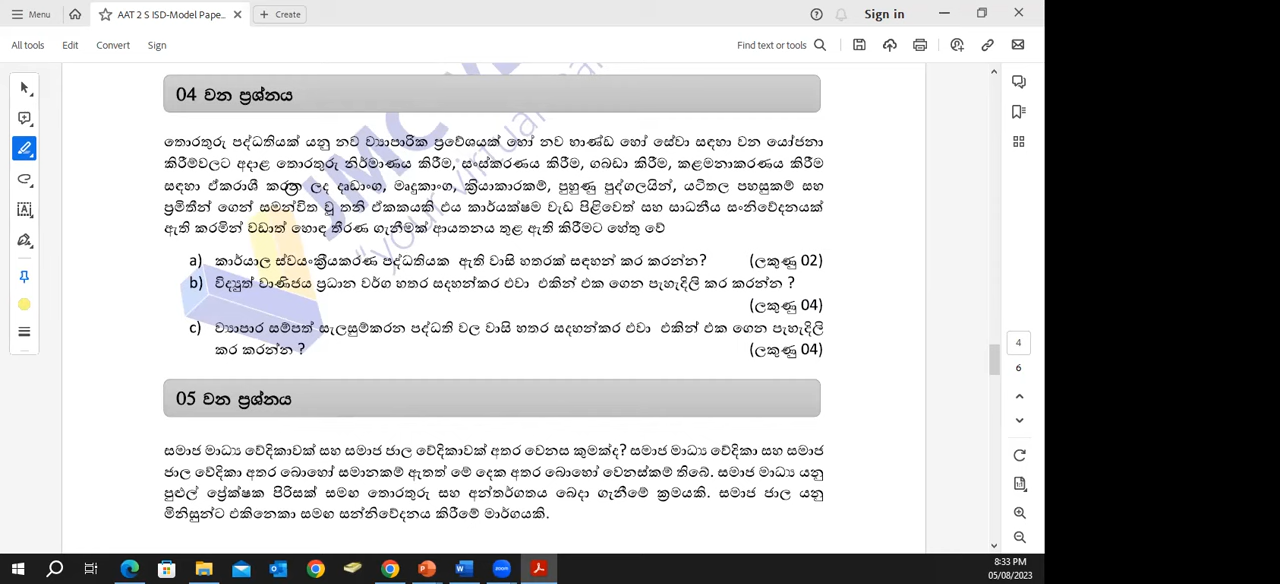 Menu
AAT 2 S ISD-Model Pape...
Create
Sign in
All tools Edit Convert Sign
Find text or tools
04 වන ප්‍රශ්නය
තොරතුරු පද්ධතියක් යනු නව ව්‍යාපාරික ප්‍රවේශයක් හෝ නව භාණ්ඩ හෝ සේවා සඳහා වන යෝජනා
කිරීම්වලට අදාළ තොරතුරු නිර්මාණය කිරීම, සංස්කරණය කිරීම, ගබඩා කිරීම, කළමනාකරණය කිරීම
සඳහා ඒකරාශී කරන ලද දෘඩාංග, මෘදුකාංග, ක්‍රියාකාරකම්, පුහුණු පුද්ගලයින්, යටිතල පහසුකම් සහ
ප්‍රමිතීන් ගෙන් සමන්විත වූ තනි ඒකකයකි එය කාර්යක්ෂම වැඩ පිළිවෙත් සහ සාධනීය සංනිවේදනයක්
ඇති කරමින් වඩාත් හොඳ තීරණ ගැනීමක් ආයතනය තුළ ඇති කිරීමට හේතු වේ
a) කාර්යාල ස්වයංක්‍රීයකරණ පද්ධතියක ඇති වාසි හතරක් සඳහන් කර කරන්න? (ලකුණු 02)
b) විද්‍යුත් වාණිජය ප්‍රධාන වර්ග හතර සදහන්කර එවා එකින් එක ගෙන පැහැදිලි කර කරන්න ?
(ලකුණු 04)
c) ව්‍යාපාර සම්පත් සැලසුම්කරන පද්ධති වල වාසි හතර සදහන්කර එවා එකින් එක ගෙන පැහැදිලි
කර කරන්න ? (ලකුණු 04)
05 වන ප්‍රශ්නය
සමාජ මාධ්‍ය වේදිකාවක් සහ සමාජ ජාල වේදිකාවක් අතර වෙනස කුමක්ද? සමාජ මාධ්‍ය වේදිකා සහ සමාජ
ජාල වේදිකා අතර බොහෝ සමානකම් ඇතත් මේ දෙක අතර බොහෝ වෙනස්කම් තිබේ. සමාජ මාධ්‍ය යනු
පුළුල් ප්‍රේක්ෂක පිරිසක් සමඟ තොරතුරු සහ අන්තර්ගතය බෙදා ගැනීමේ ක්‍රමයකි. සමාජ ජාල යනු
මිනිසුන්ට එකිනෙකා සමඟ සන්නිවේදනය කිරීමේ මාර්ගයකි.
JMC
"your virtual
4
6
8:33 PM
05/08/2023